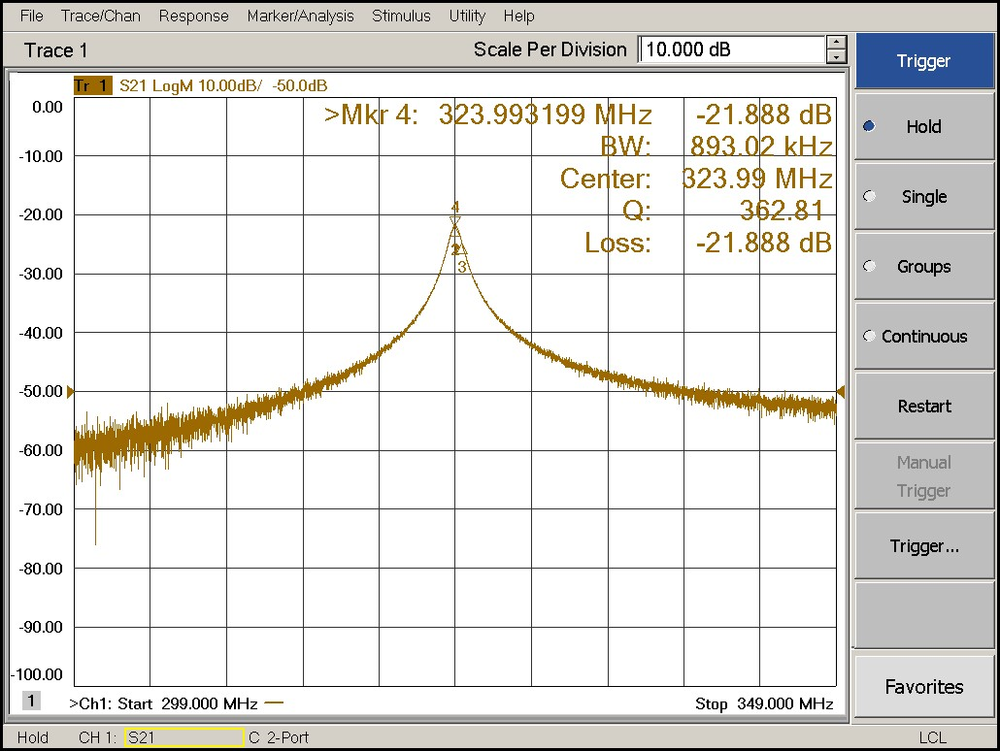 File Trace/Chan Response Marker/Analysis Stimulus Utility Help
Trace 1 Scale Per Division 10.000 dB
Tr 1 S21 LogM 10.00dB/ -50.0dB
>Mkr 4: 323.993199 MHz -21.888 dB
BW: 893.02 kHz
Center: 323.99 MHz
Q: 362.81
Loss: -21.888 dB
0.00
-10.00
-20.00
-30.00
-40.00
-50.00
-60.00
-70.00
-80.00
-90.00
-100.00
4
2
3
1 >Ch1: Start 299.000 MHz Stop 349.000 MHz
Trigger
Hold
Single
Groups
Continuous
Restart
Manual
Trigger
Trigger...
Favorites
Hold CH 1: S21 C 2-Port LCL